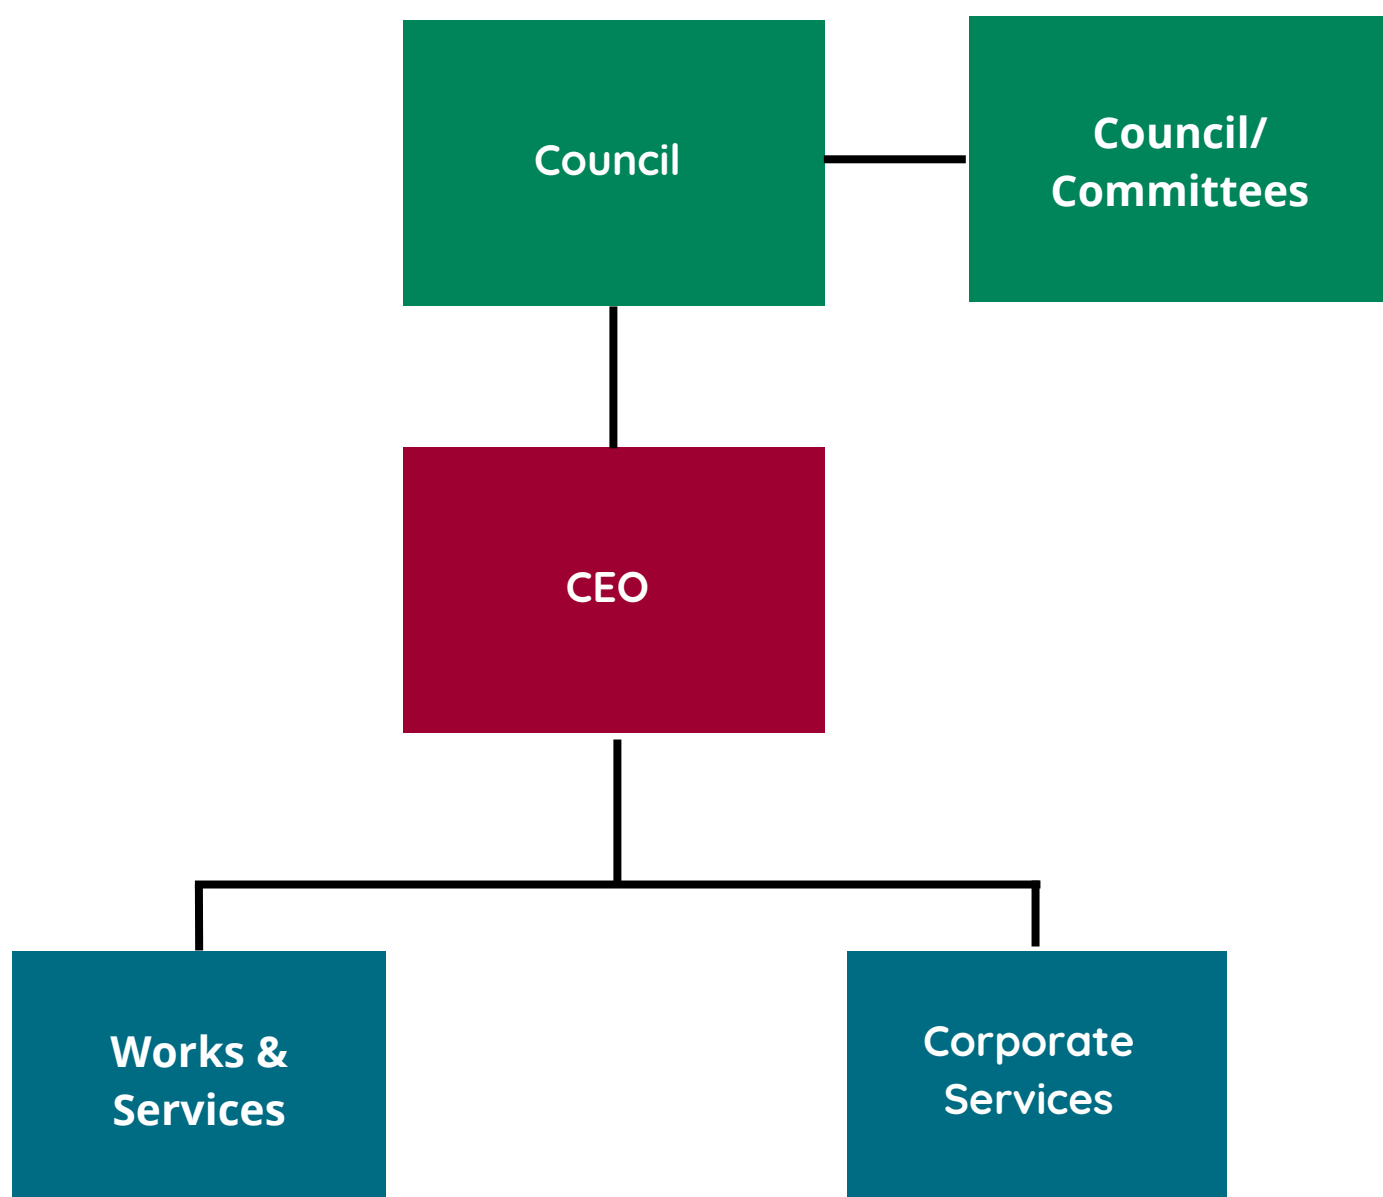 Council
Council/
Committees
CEO
Works &
Services
Corporate
Services